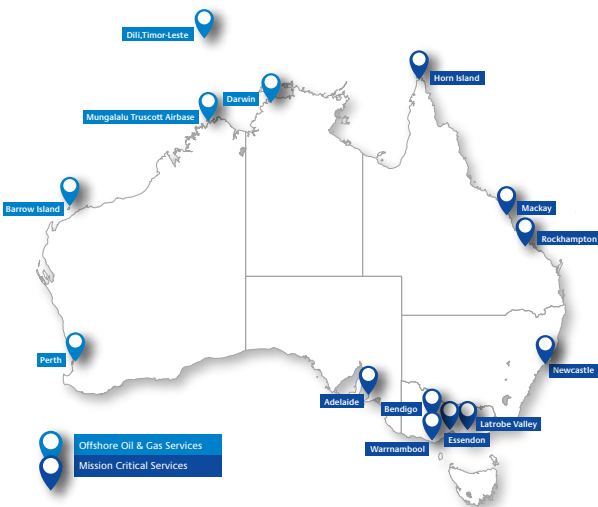 Dili,Timor-Leste
Horn Island
Darwin
Mungalalu Truscott Airbase
Barrow Island
Mackay
Rockhampton
Perth
Newcastle
Adelaide
Bendigo
Latrobe Valley
Essendon
Warrnambool
Offshore Oil & Gas Services
Mission Critical Services